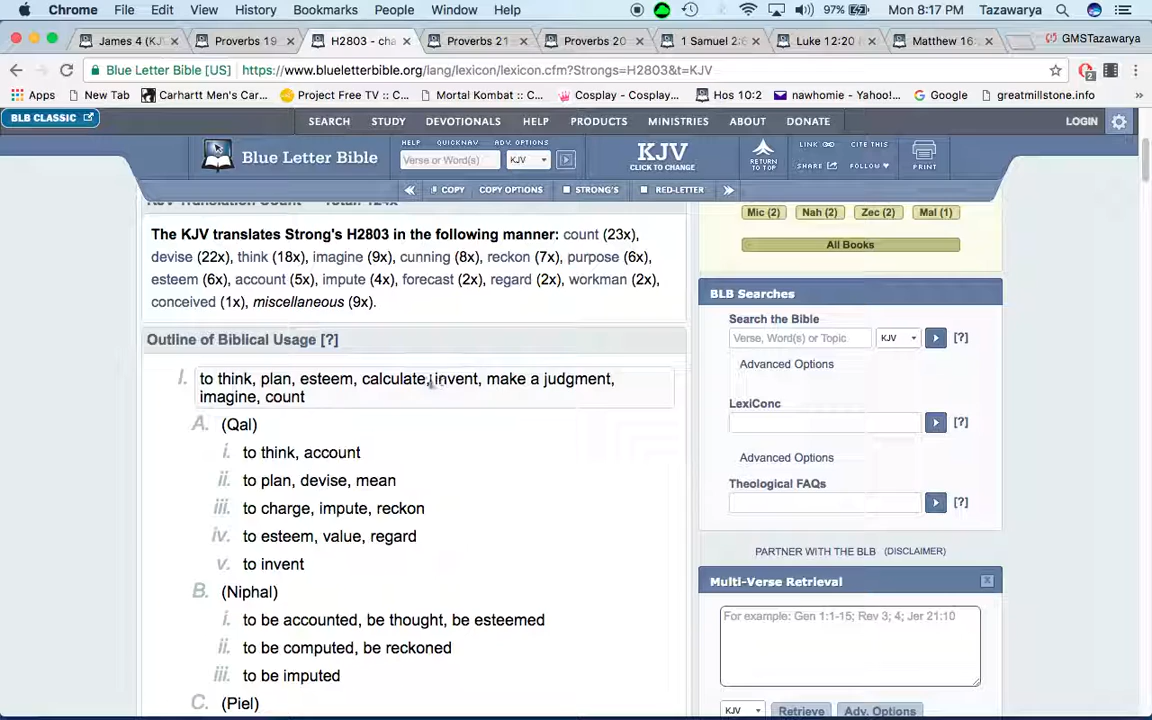 Chrome File Edit View History Bookmarks People Window Help 97% Mon 8:17 PM Tazawarya
James 4 (KJ Proverbs 19 H2803 - cha Proverbs 21 Proverbs 20 1 Samuel 2:6 Luke 12:20 Matthew 16: GMSTazawarya
Blue Letter Bible [US] https://www.blueletterbible.org/lang/lexicon/lexicon.cfm?Strongs=H2803&t=KJV 2
Apps New Tab Carhartt Men's Car... Project Free TV :: C... Mortal Kombat :: C... Cosplay - Cosplay... Hos 10:2 nawhomie - Yahoo!... Google greatmillstone.info »
BLB CLASSIC SEARCH STUDY DEVOTIONALS HELP PRODUCTS MINISTRIES ABOUT DONATE LOGIN
HELP QUICKNAV ADV. OPTIONS
Blue Letter Bible Verse or Word(s) KJV KJV CLICK TO CHANGE RETURN TO TOP LINK CITE THIS SHARE FOLLOW PRINT
COPY COPY OPTIONS STRONG'S RED-LETTER
KJV Translation Count — Total: 124x
The KJV translates Strong's H2803 in the following manner: count (23x),
devise (22x), think (18x), imagine (9x), cunning (8x), reckon (7x), purpose (6x),
esteem (6x), account (5x), impute (4x), forecast (2x), regard (2x), workman (2x),
conceived (1x), miscellaneous (9x).
Outline of Biblical Usage [?]
I. to think, plan, esteem, calculate, invent, make a judgment,
imagine, count
A. (Qal)
i. to think, account
ii. to plan, devise, mean
iii. to charge, impute, reckon
iv. to esteem, value, regard
v. to invent
B. (Niphal)
i. to be accounted, be thought, be esteemed
ii. to be computed, be reckoned
iii. to be imputed
C. (Piel)
Mic (2) Nah (2) Zec (2) Mal (1)
All Books
BLB Searches
Search the Bible
Verse, Word(s) or Topic KJV [?]
Advanced Options
LexiConc
[?]
Advanced Options
Theological FAQs
[?]
PARTNER WITH THE BLB (DISCLAIMER)
Multi-Verse Retrieval x
For example: Gen 1:1-15; Rev 3; 4; Jer 21:10
KJV Retrieve Adv. Options